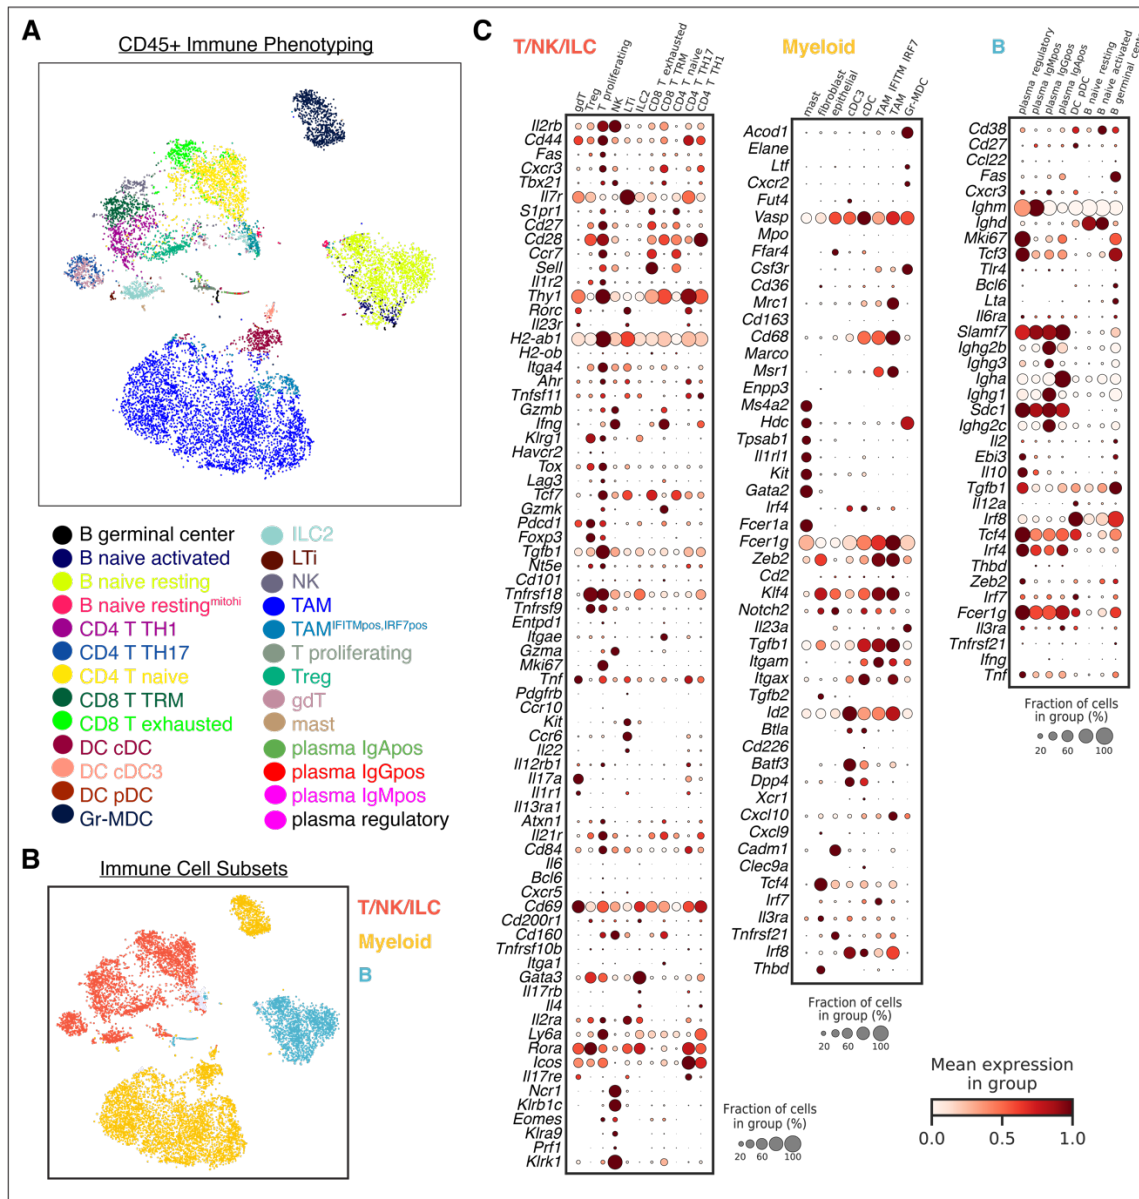 A
CD45+ Immune Phenotyping
B germinal center
B naive activated
B naive resting
B naive resting^mitohi
CD4 T TH1
CD4 T TH17
CD4 T naive
CD8 T TRM
CD8 T exhausted
DC cDC
DC cDC3
DC pDC
Gr-MDC
ILC2
LTi
NK
TAM
TAM^IFITMpos,IRF7pos
T proliferating
Treg
gdT
mast
plasma IgApos
plasma IgGpos
plasma IgMpos
plasma regulatory
B
Immune Cell Subsets
T/NK/ILC
Myeloid
B
C
T/NK/ILC
gdT
Treg
T proliferating
NK
LTi
ILC2
CD8 T exhausted
CD8 T TRM
CD4 T naive
CD4 T TH17
CD4 T TH1
Il2rb
Cd44
Fas
Cxcr3
Tbx21
Il7r
S1pr1
Cd27
Cd28
Ccr7
Sell
Il1r2
Thy1
Rorc
Il23r
H2-ab1
H2-ob
Itga4
Ahr
Tnfsf11
Gzmb
Ifng
Klrg1
Havcr2
Tox
Lag3
Tcf7
Gzmk
Pdcd1
Foxp3
Tgfb1
Nt5e
Cd101
Tnfrsf18
Tnfrsf9
Entpd1
Itgae
Gzma
Mki67
Tnf
Pdgfrb
Ccr10
Kit
Ccr6
Il22
Il12rb1
Il17a
Il1r1
Il13ra1
Atxn1
Il21r
Cd84
Il6
Bcl6
Cxcr5
Cd69
Cd200r1
Cd160
Tnfrsf10b
Itga1
Gata3
Il17rb
Il4
Il2ra
Ly6a
Rora
Icos
Il17re
Ncr1
Klrb1c
Eomes
Klra9
Prf1
Klrk1
Fraction of cells
in group (%)
20 60 100
Myeloid
mast
fibroblast
epithelial
cDC3
cDC
TAM IFITM IRF7
TAM
Gr-MDC
Acod1
Elane
Ltf
Cxcr2
Fut4
Vasp
Mpo
Ffar4
Csf3r
Cd36
Mrc1
Cd163
Cd68
Marco
Msr1
Enpp3
Ms4a2
Hdc
Tpsab1
Il1rl1
Kit
Gata2
Irf4
Fcer1a
Fcer1g
Zeb2
Cd2
Klf4
Notch2
Il23a
Tgfb1
Itgam
Itgax
Tgfb2
Id2
Btla
Cd226
Batf3
Dpp4
Xcr1
Cxcl10
Cxcl9
Cadm1
Clec9a
Tcf4
Irf7
Il3ra
Tnfrsf21
Irf8
Thbd
Fraction of cells
in group (%)
20 60 100
B
plasma regulatory
plasma IgMpos
plasma IgGpos
plasma IgApos
DC pDC
B naive resting
B naive activated
B germinal cent
Cd38
Cd27
Ccl22
Fas
Cxcr3
Ighm
Ighd
Mki67
Tcf3
Tlr4
Bcl6
Lta
Il6ra
Slamf7
Ighg2b
Ighg3
Igha
Ighg1
Sdc1
Ighg2c
Il2
Ebi3
Il10
Tgfb1
Il12a
Irf8
Tcf4
Irf4
Thbd
Zeb2
Irf7
Fcer1g
Il3ra
Tnfrsf21
Ifng
Tnf
Fraction of cells
in group (%)
20 60 100
Mean expression
in group
0.0 0.5 1.0